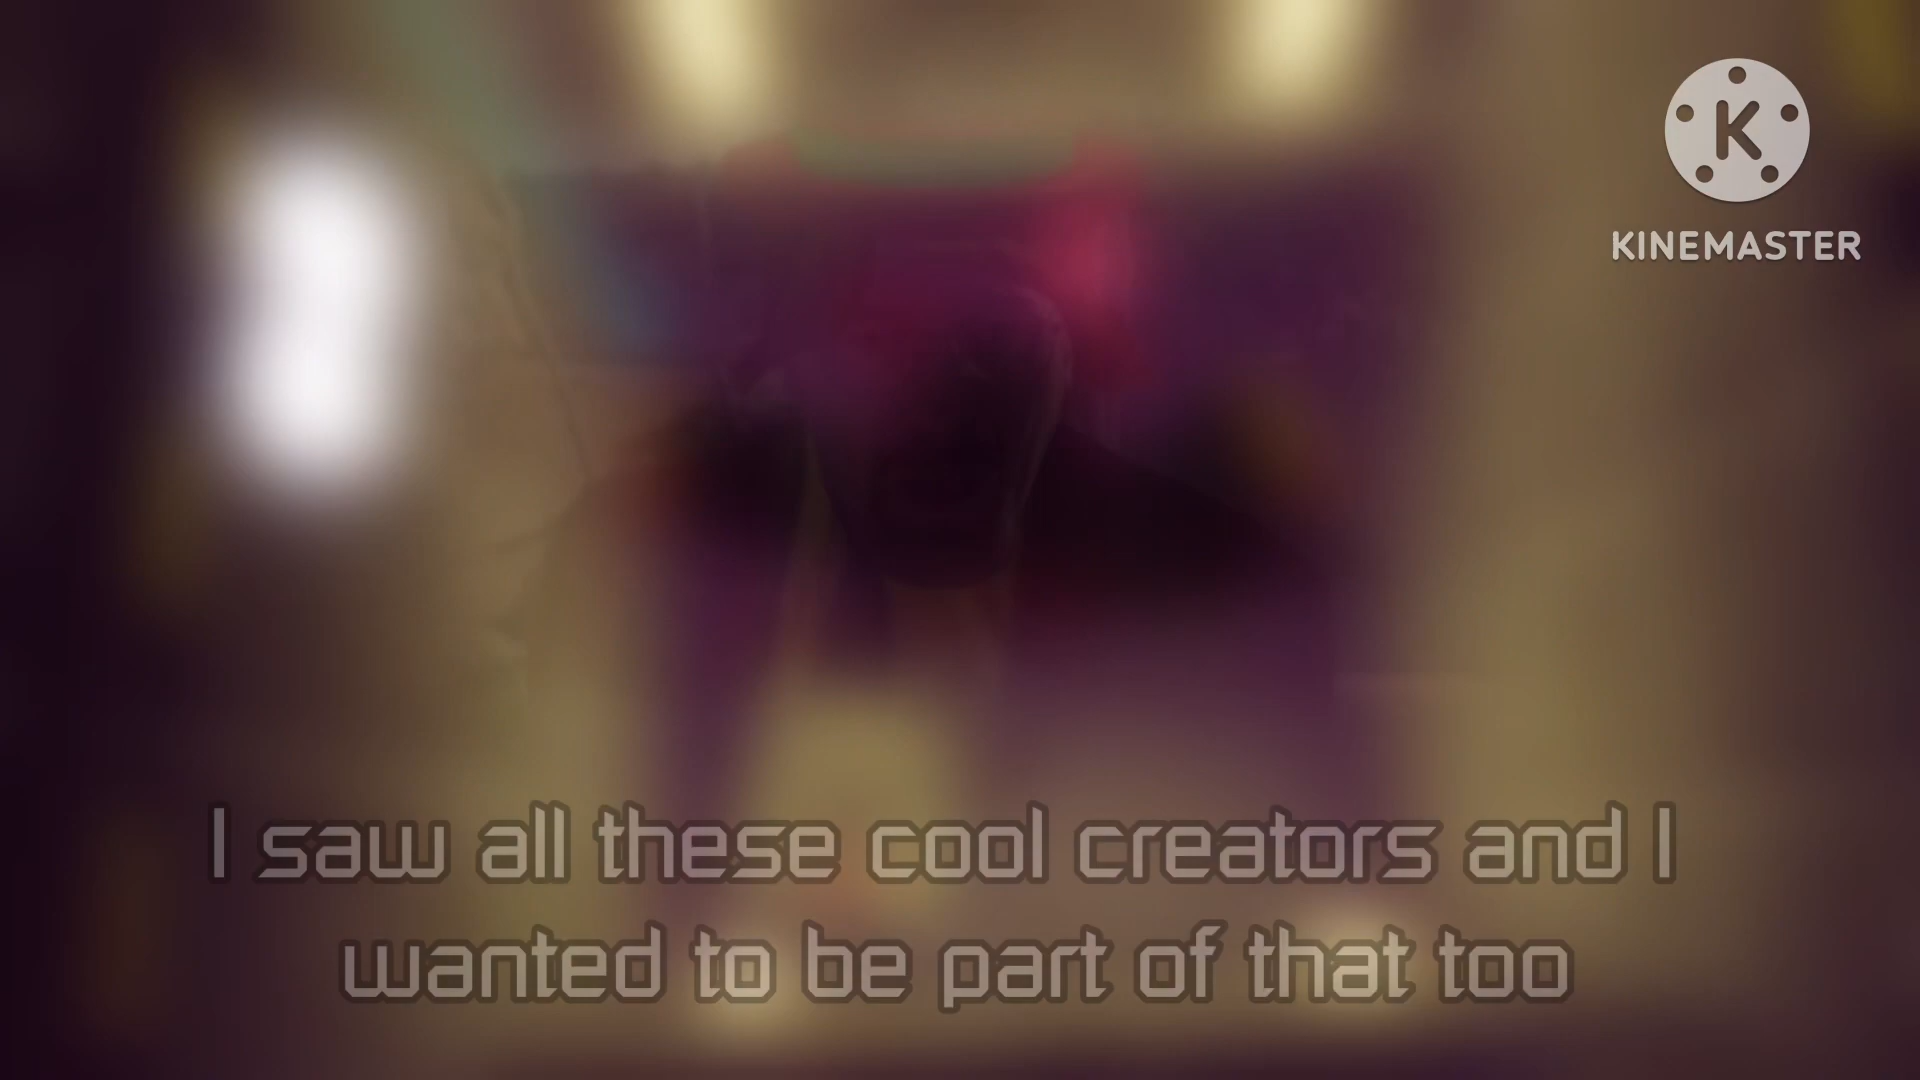 K
KINEMASTER
I saw all these cool creators and I
wanted to be part of that too